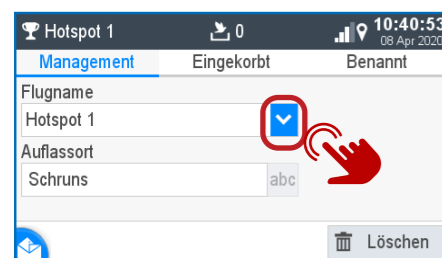 Hotspot 1 0 10:40:53
08 Apr 2020
Management Eingekorbt Benannt
Flugname
Hotspot 1
Auflassort
Schruns abc
Löschen